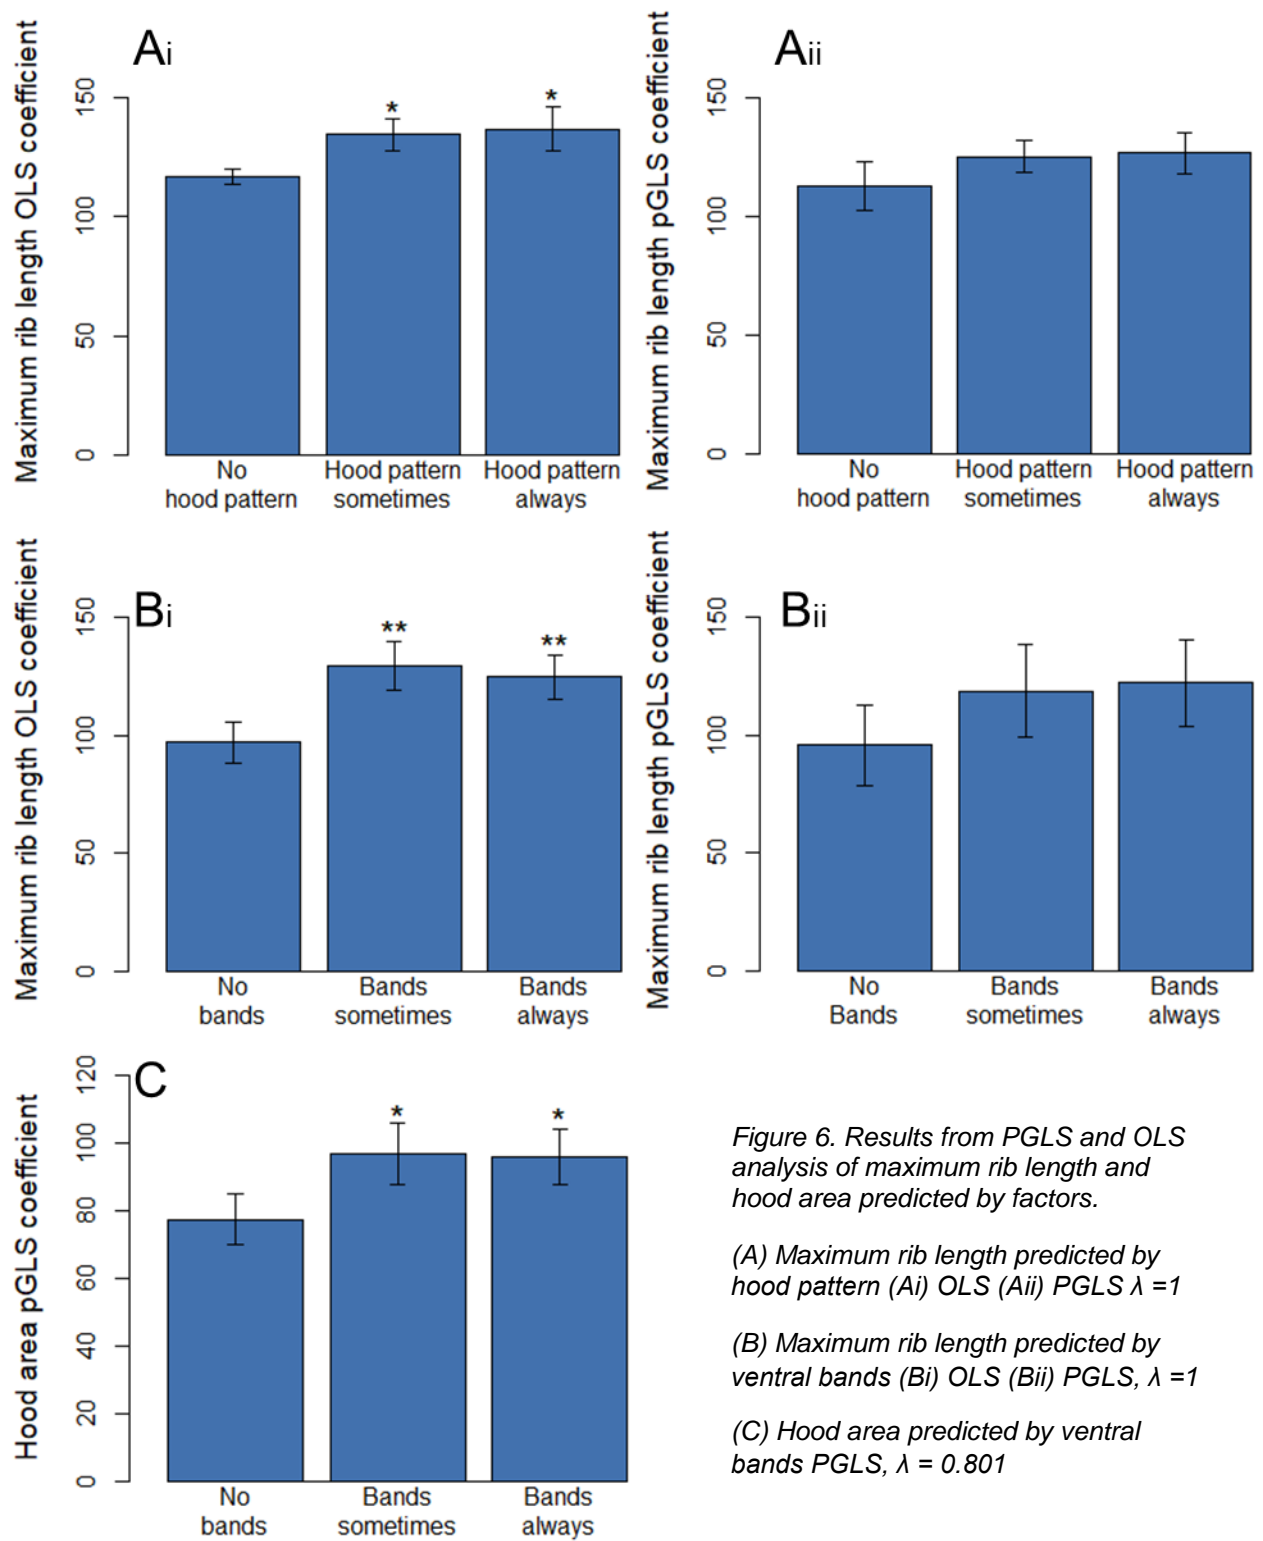 Ai
Maximum rib length OLS coefficient
150
100
50
0
*
*
No
hood pattern
Hood pattern
sometimes
Hood pattern
always
Aii
Maximum rib length pGLS coefficient
150
100
50
0
No
hood pattern
Hood pattern
sometimes
Hood pattern
always
Bi
Maximum rib length OLS coefficient
150
100
50
0
**
**
No
bands
Bands
sometimes
Bands
always
Bii
Maximum rib length pGLS coefficient
150
100
50
0
No
Bands
Bands
sometimes
Bands
always
C
Hood area pGLS coefficient
120
100
80
60
40
20
0
*
*
No
bands
Bands
sometimes
Bands
always
Figure 6. Results from PGLS and OLS
analysis of maximum rib length and
hood area predicted by factors.
(A) Maximum rib length predicted by
hood pattern (Ai) OLS (Aii) PGLS λ =1
(B) Maximum rib length predicted by
ventral bands (Bi) OLS (Bii) PGLS, λ =1
(C) Hood area predicted by ventral
bands PGLS, λ = 0.801